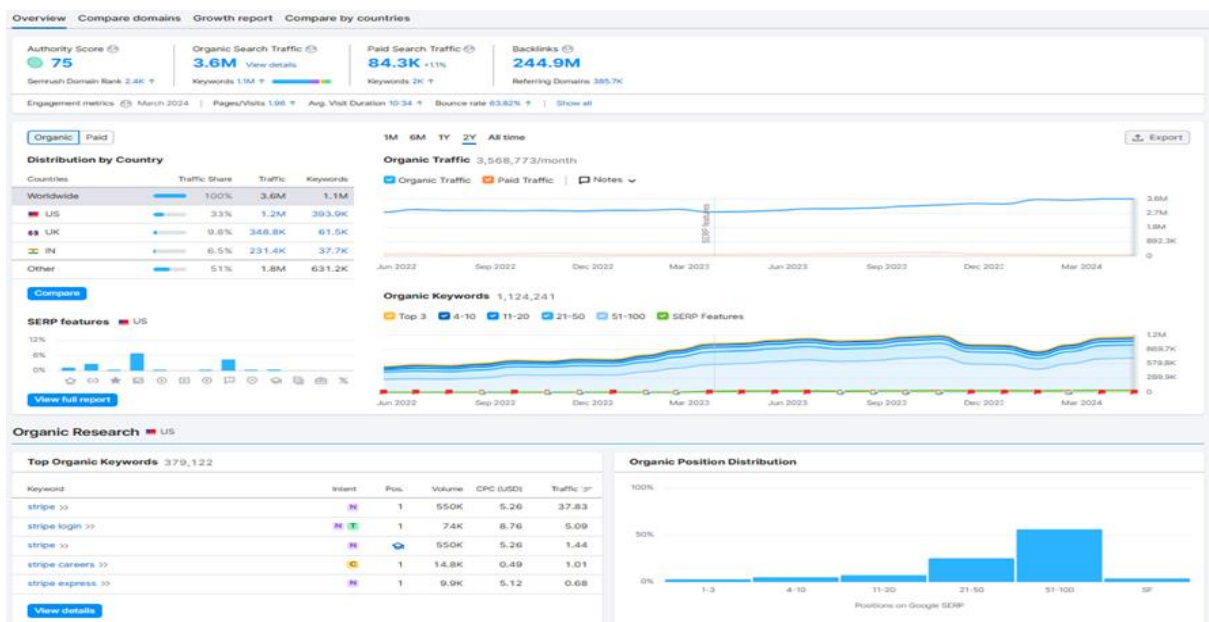 Overview Compare domains Growth report Compare by countries
Authority Score Organic Search Traffic Paid Search Traffic Backlinks
75 3.6M View details 84.3K +1.1% 244.9M
Semrush Domain Rank 2.4K ↑ Keywords 1.1M ↑ Keywords 2K ↑ Referring Domains 385.7K
Engagement metrics March 2024 | Pages/Visits 1.96 ↑ Avg. Visit Duration 10:34 ↑ Bounce rate 63.82% ↑ | Show all
Organic Paid
Distribution by Country
Countries Traffic Share Traffic Keywords
Worldwide 100% 3.6M 1.1M
US 33% 1.2M 393.9K
UK 9.8% 348.8K 61.5K
IN 6.5% 231.4K 37.7K
Other 51% 1.8M 631.2K
Compare
SERP features US
12%
6%
0%
View full report
1M 6M 1Y 2Y All time
Export
Organic Traffic 3,568,773/month
Organic Traffic Paid Traffic | Notes
SERP features
3.6M
2.7M
1.8M
892.3K
0
Jun 2022 Sep 2022 Dec 2022 Mar 2023 Jun 2023 Sep 2023 Dec 2023 Mar 2024
Organic Keywords 1,124,241
Top 3 4-10 11-20 21-50 51-100 SERP Features
1.2M
869.7K
579.8K
289.9K
0
Jun 2022 Sep 2022 Dec 2022 Mar 2023 Jun 2023 Sep 2023 Dec 2023 Mar 2024
Organic Research US
Top Organic Keywords 379,122
Keyword Intent Pos. Volume CPC (USD) Traffic
stripe >> N 1 550K 5.26 37.83
stripe login >> N T 1 74K 8.76 5.09
stripe >> N 550K 5.26 1.44
stripe careers >> C 1 14.8K 0.49 1.01
stripe express >> N 1 9.9K 5.12 0.68
View details
Organic Position Distribution
100%
50%
0%
1-3 4-10 11-20 21-50 51-100 SF
Positions on Google SERP